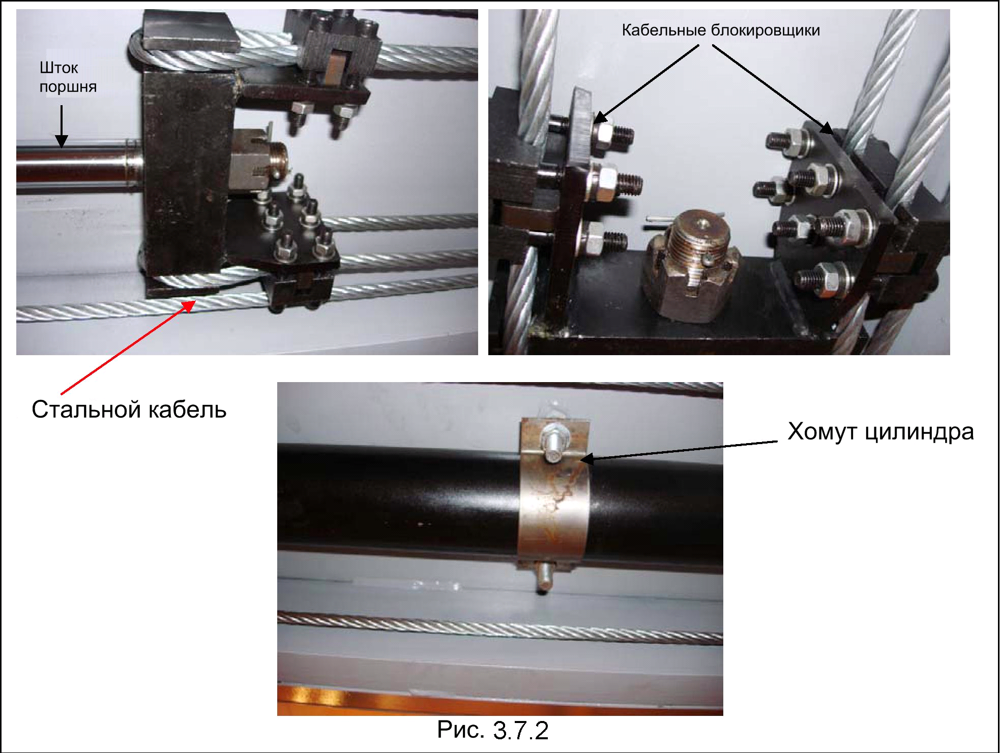 Шток
поршня
Кабельные блокировщики
Стальной кабель
Хомут цилиндра
Рис. 3.7.2